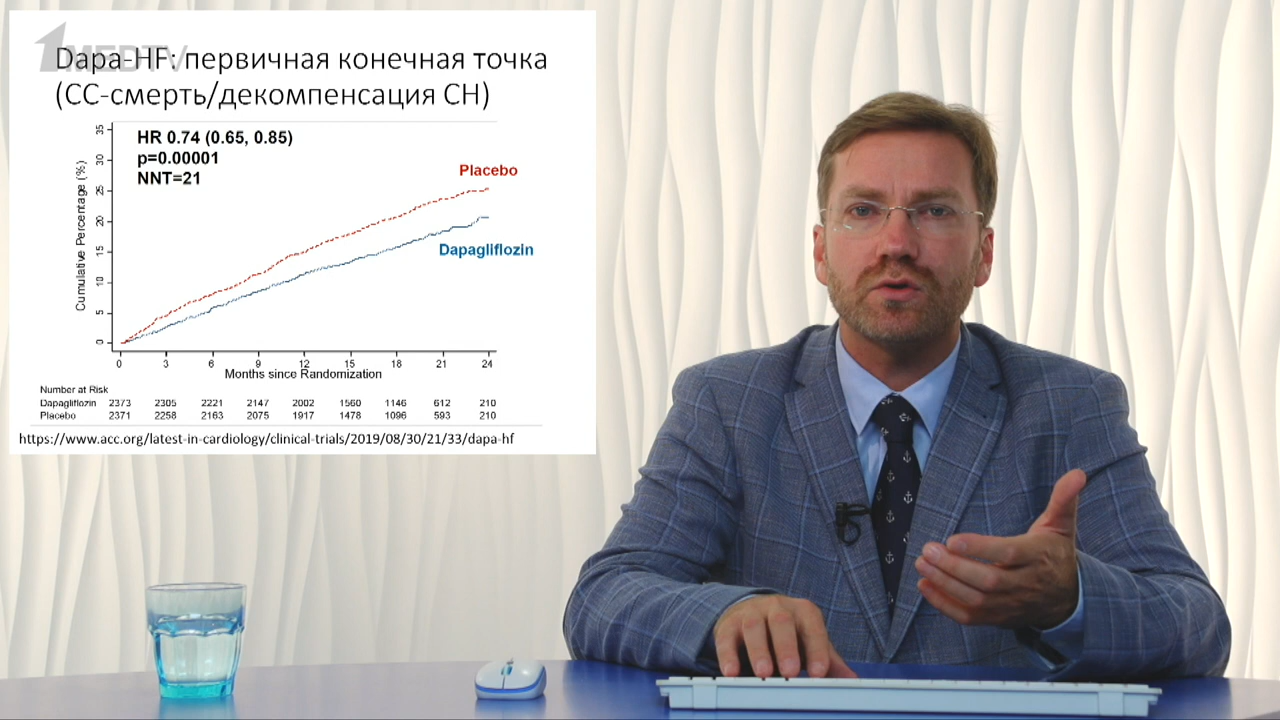 1MEDTV
Dapa-HF: первичная конечная точка
(СС-смерть/декомпенсация СН)
HR 0.74 (0.65, 0.85)
p=0.00001
NNT=21
Placebo
Dapagliflozin
Cumulative Percentage (%)
35
30
25
20
15
10
5
0
0 3 6 9 12 15 18 21 24
Months since Randomization
Number at Risk
Dapagliflozin 2373 2305 2221 2147 2002 1560 1146 612 210
Placebo 2371 2258 2163 2075 1917 1478 1096 593 210
https://www.acc.org/latest-in-cardiology/clinical-trials/2019/08/30/21/33/dapa-hf